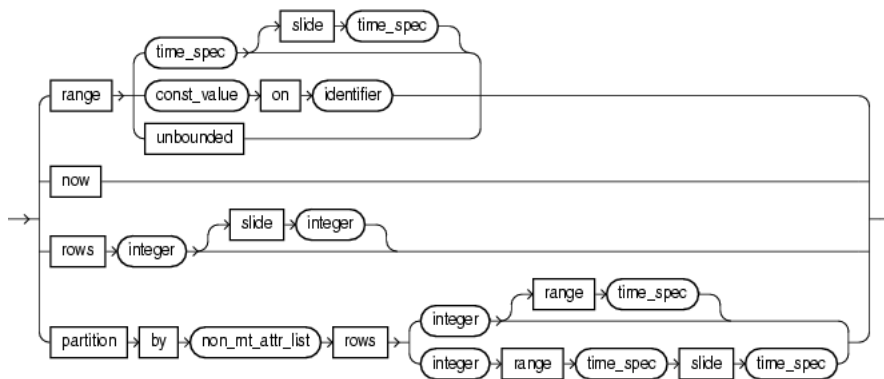 slide time_spec
time_spec
range const_value on identifier
unbounded
now
slide integer
rows integer
range time_spec
integer
partition by non_mt_attr_list rows
integer range time_spec slide time_spec